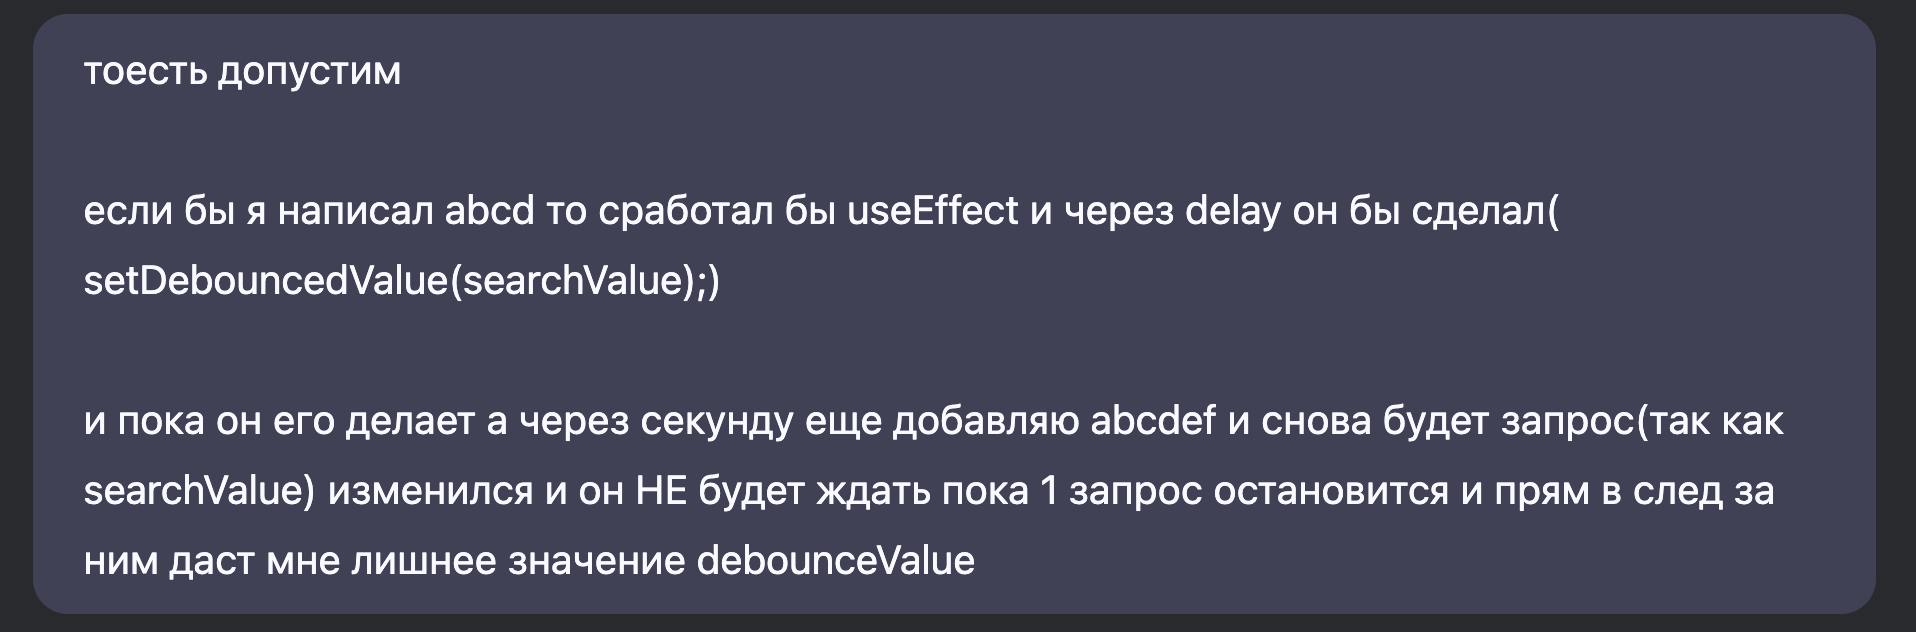 тоесть допустим
если бы я написал abcd то сработал бы useEffect и через delay он бы сделал(
setDebouncedValue(searchValue);)
и пока он его делает а через секунду еще добавляю abcdef и снова будет запрос(так как
searchValue) изменился и он НЕ будет ждать пока 1 запрос остановится и прям в след за
ним даст мне лишнее значение debounceValue